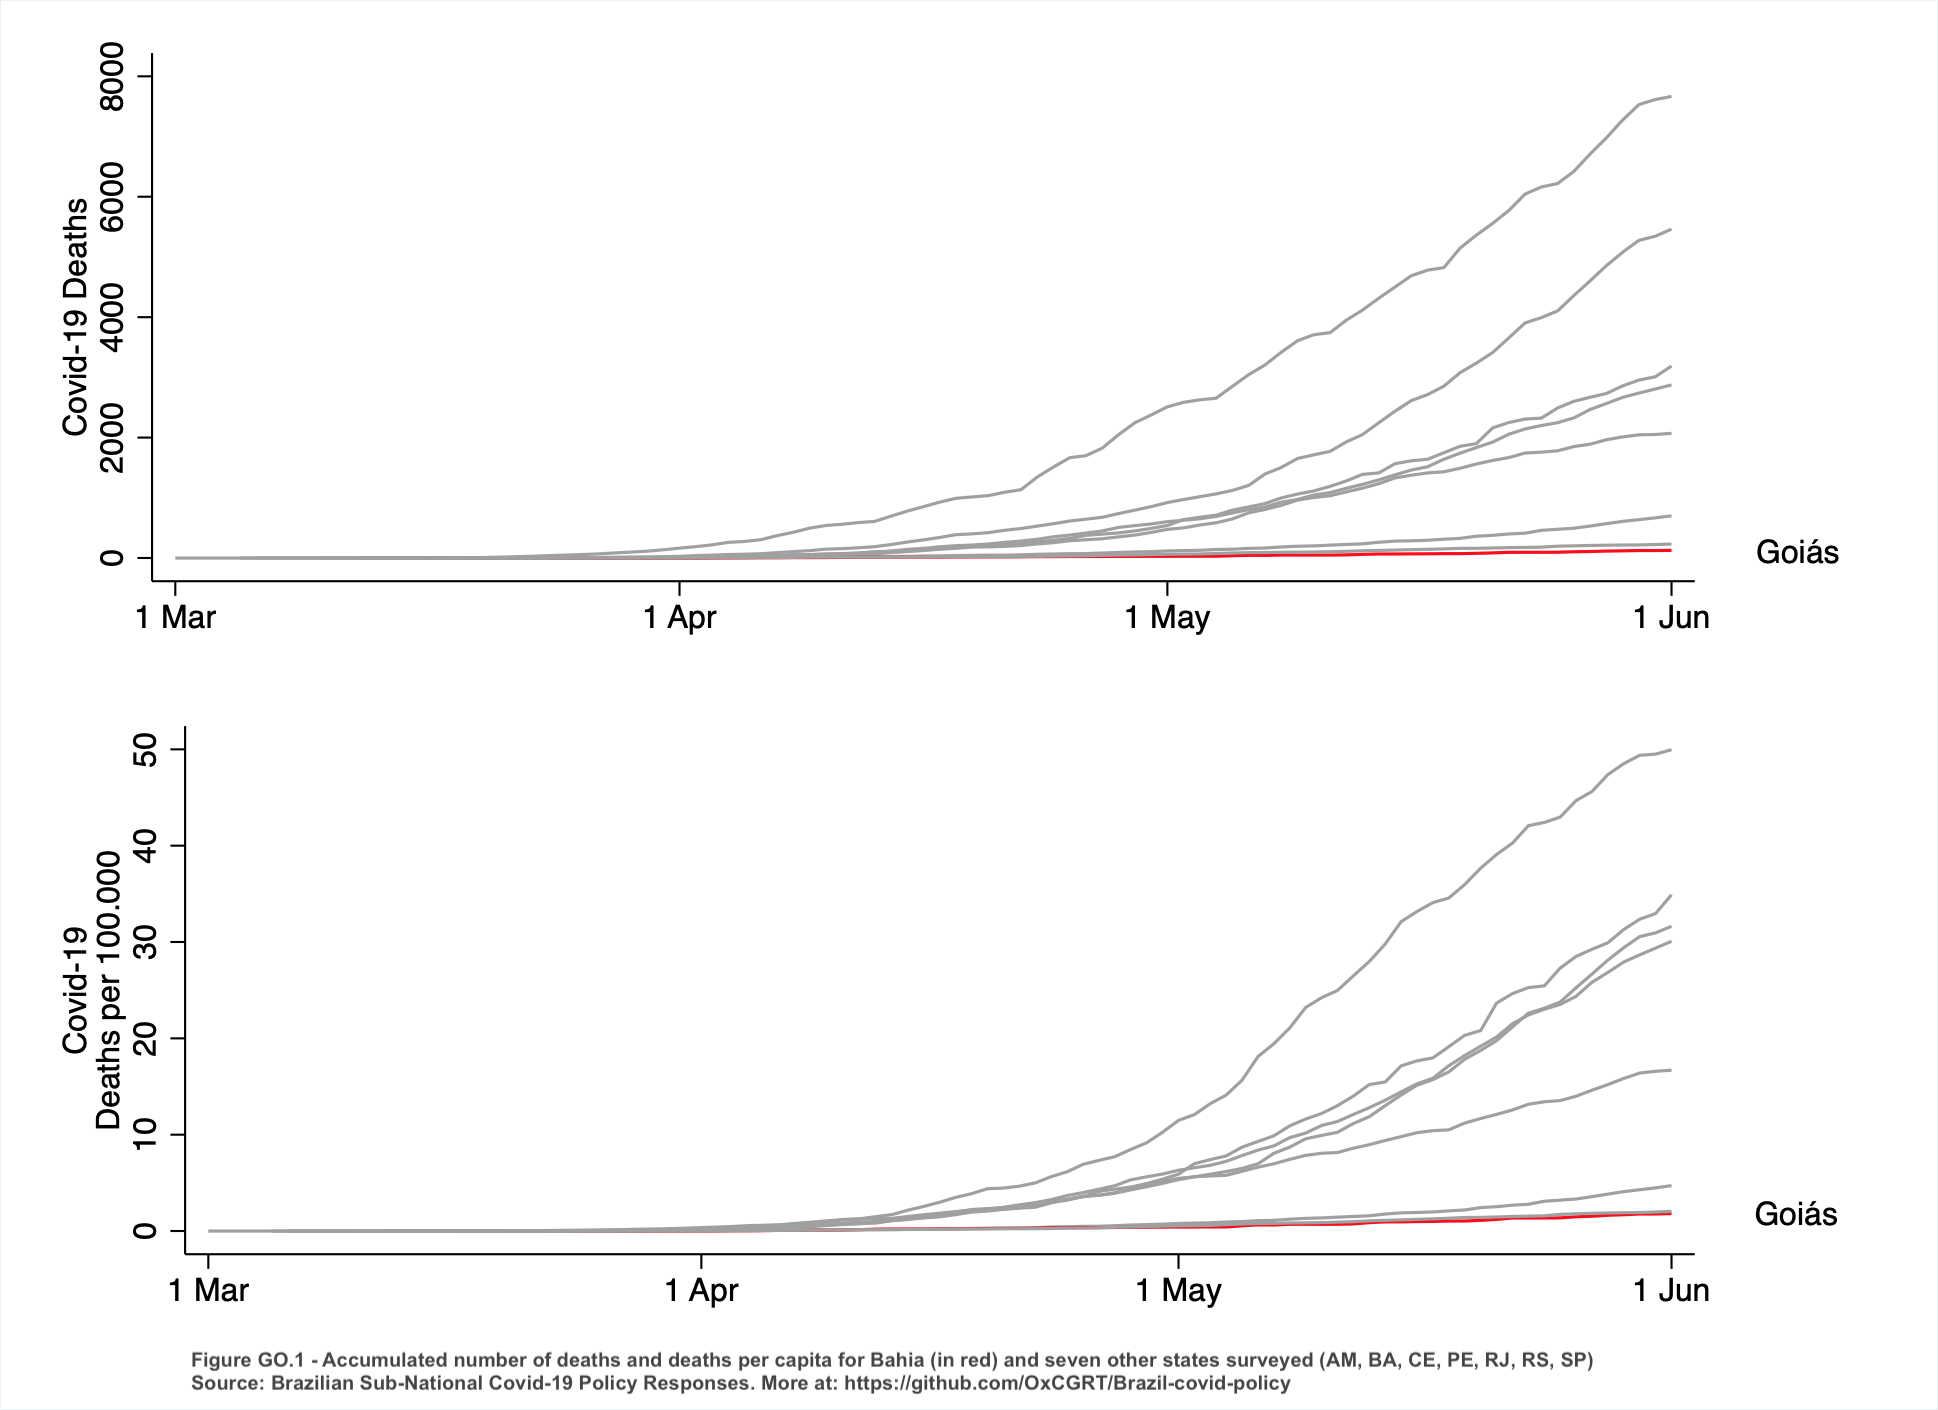 Covid-19 Deaths
8000
6000
4000
2000
0
1 Mar
1 Apr
1 May
1 Jun
Goiás
Covid-19
Deaths per 100.000
50
40
30
20
10
0
1 Mar
1 Apr
1 May
1 Jun
Goiás
Figure GO.1 - Accumulated number of deaths and deaths per capita for Bahia (in red) and seven other states surveyed (AM, BA, CE, PE, RJ, RS, SP)
Source: Brazilian Sub-National Covid-19 Policy Responses. More at: https://github.com/OxCGRT/Brazil-covid-policy